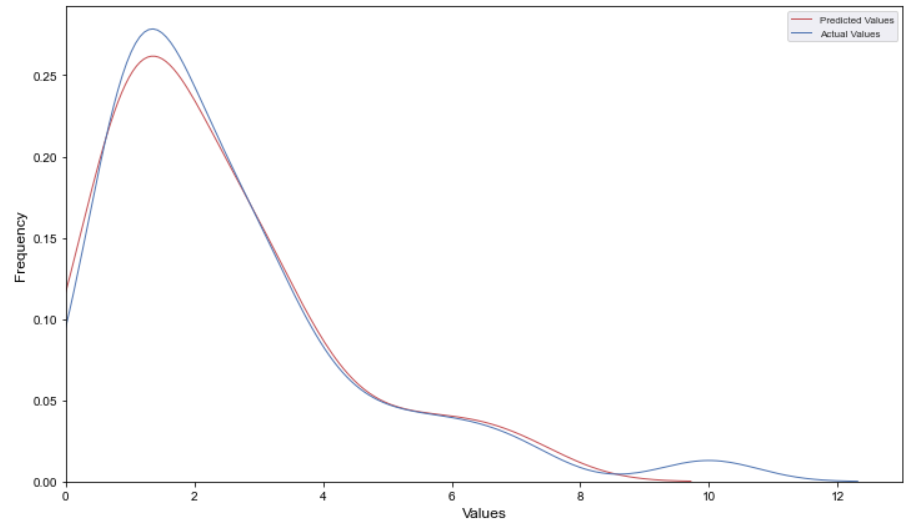 Predicted Values
Actual Values
0.25
0.20
0.15
0.10
0.05
0.00
Frequency
0 2 4 6 8 10 12
Values